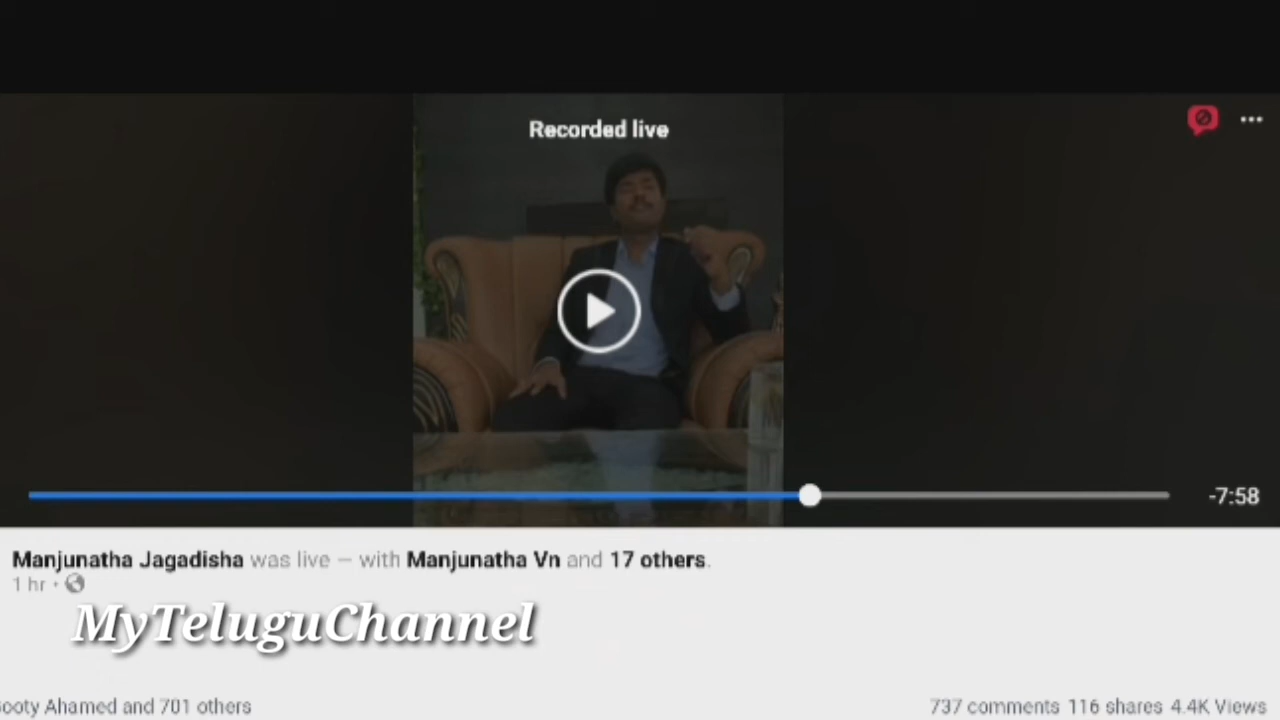 Recorded live
-7:58
Manjunatha Jagadisha was live — with Manjunatha Vn and 17 others.
1 hr ·
MyTeluguChannel
Ahamed and 701 others
737 comments 116 shares 4.4K Views